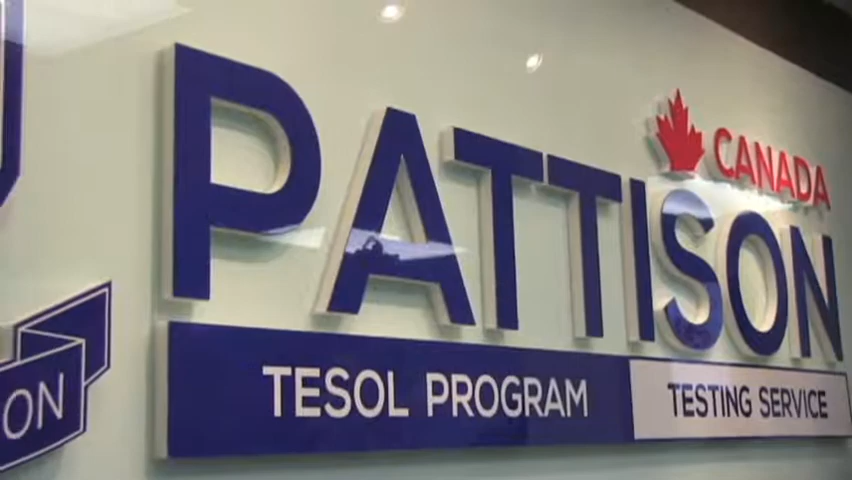 CANADA
PATTISON
TESOL PROGRAM
TESTING SERVICE
ON